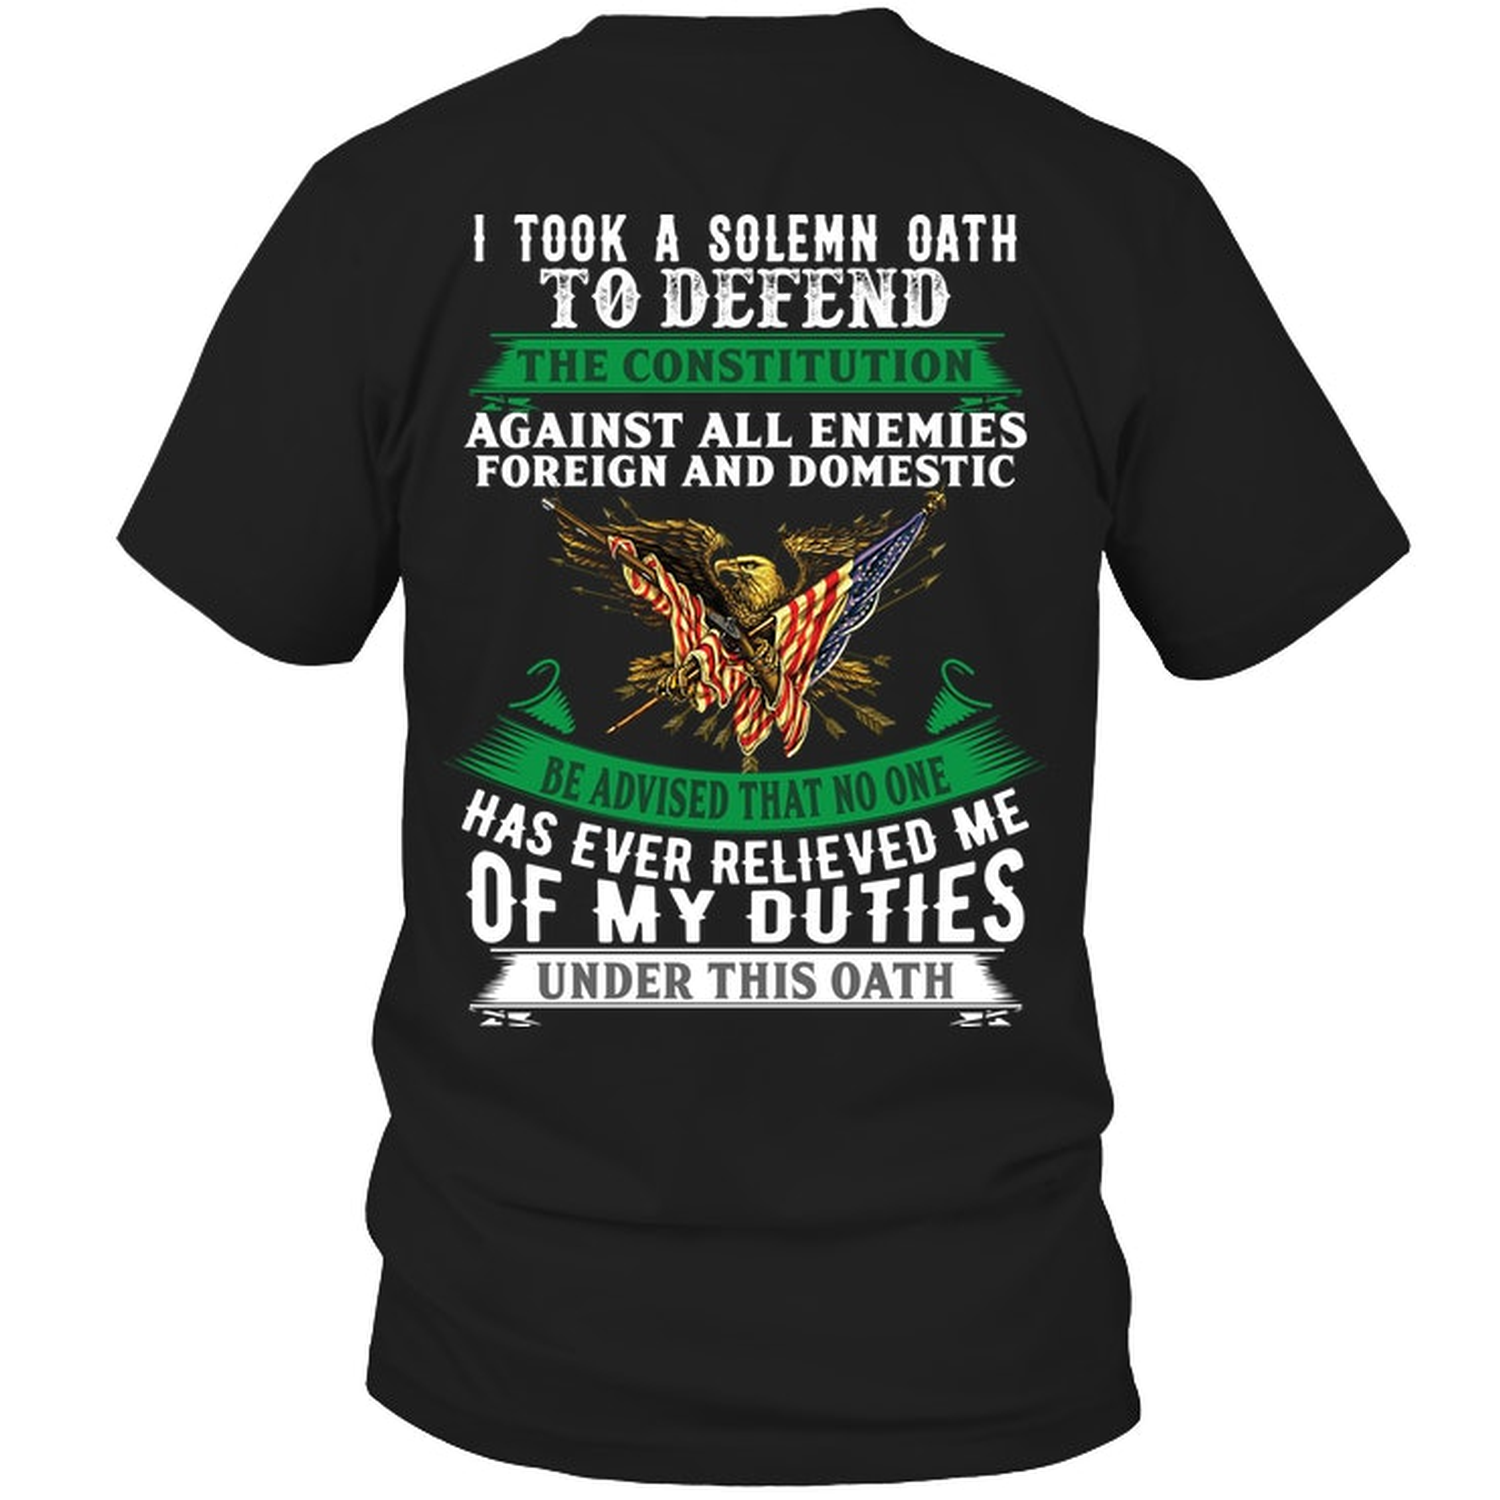 I TOOK A SOLEMN OATH
TO DEFEND
THE CONSTITUTION
AGAINST ALL ENEMIES
FOREIGN AND DOMESTIC
BE ADVISED THAT NO ONE
HAS EVER RELIEVED ME
OF MY DUTIES
UNDER THIS OATH